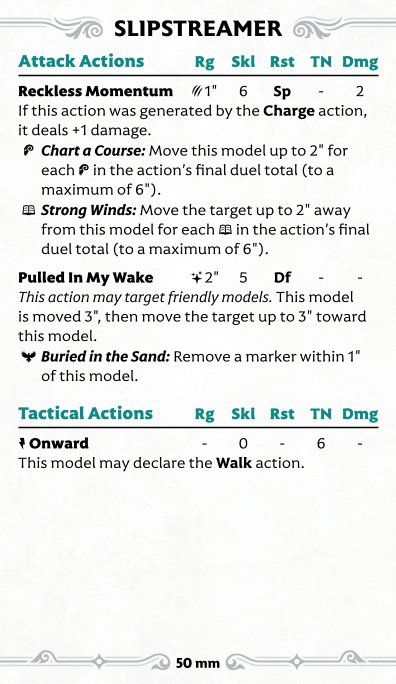 SLIPSTREAMER
Attack Actions Rg Skl Rst TN Dmg
Reckless Momentum 1" 6 Sp - 2
If this action was generated by the Charge action,
it deals +1 damage.
Chart a Course: Move this model up to 2" for
each in the action's final duel total (to a
maximum of 6").
Strong Winds: Move the target up to 2" away
from this model for each in the action's final
duel total (to a maximum of 6").
Pulled In My Wake 2" 5 Df - -
This action may target friendly models. This model
is moved 3", then move the target up to 3" toward
this model.
Buried in the Sand: Remove a marker within 1"
of this model.
Tactical Actions Rg Skl Rst TN Dmg
Onward - 0 - 6 -
This model may declare the Walk action.
50 mm